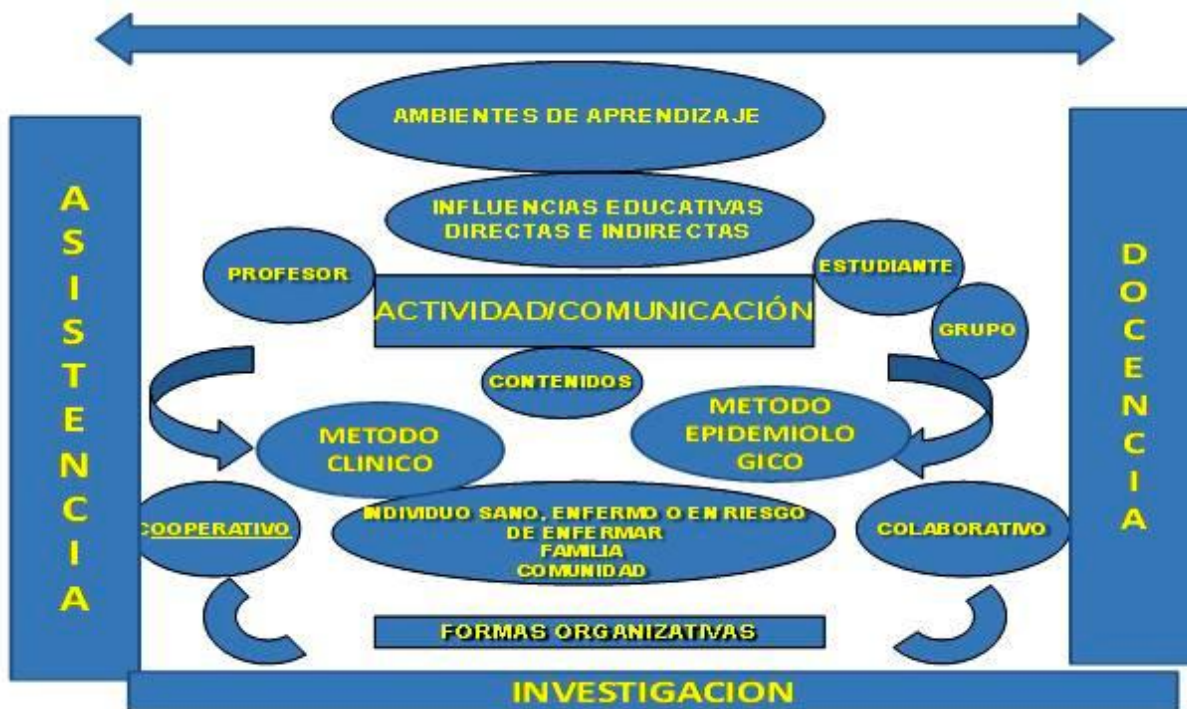 AMBIENTES DE APRENDIZAJE
INFLUENCIAS EDUCATIVAS
DIRECTAS E INDIRECTAS
PROFESOR
ESTUDIANTE
ACTIVIDAD/COMUNICACIÓN
GRUPO
CONTENIDOS
METODO
CLINICO
METODO
EPIDEMIOLO
GICO
ASISTENCIA
DOCENCIA
COOPERATIVO
INDIVIDUO SANO, ENFERMO O EN RIESGO
DE ENFERMAR
FAMILIA
COMUNIDAD
COLABORATIVO
FORMAS ORGANIZATIVAS
INVESTIGACION